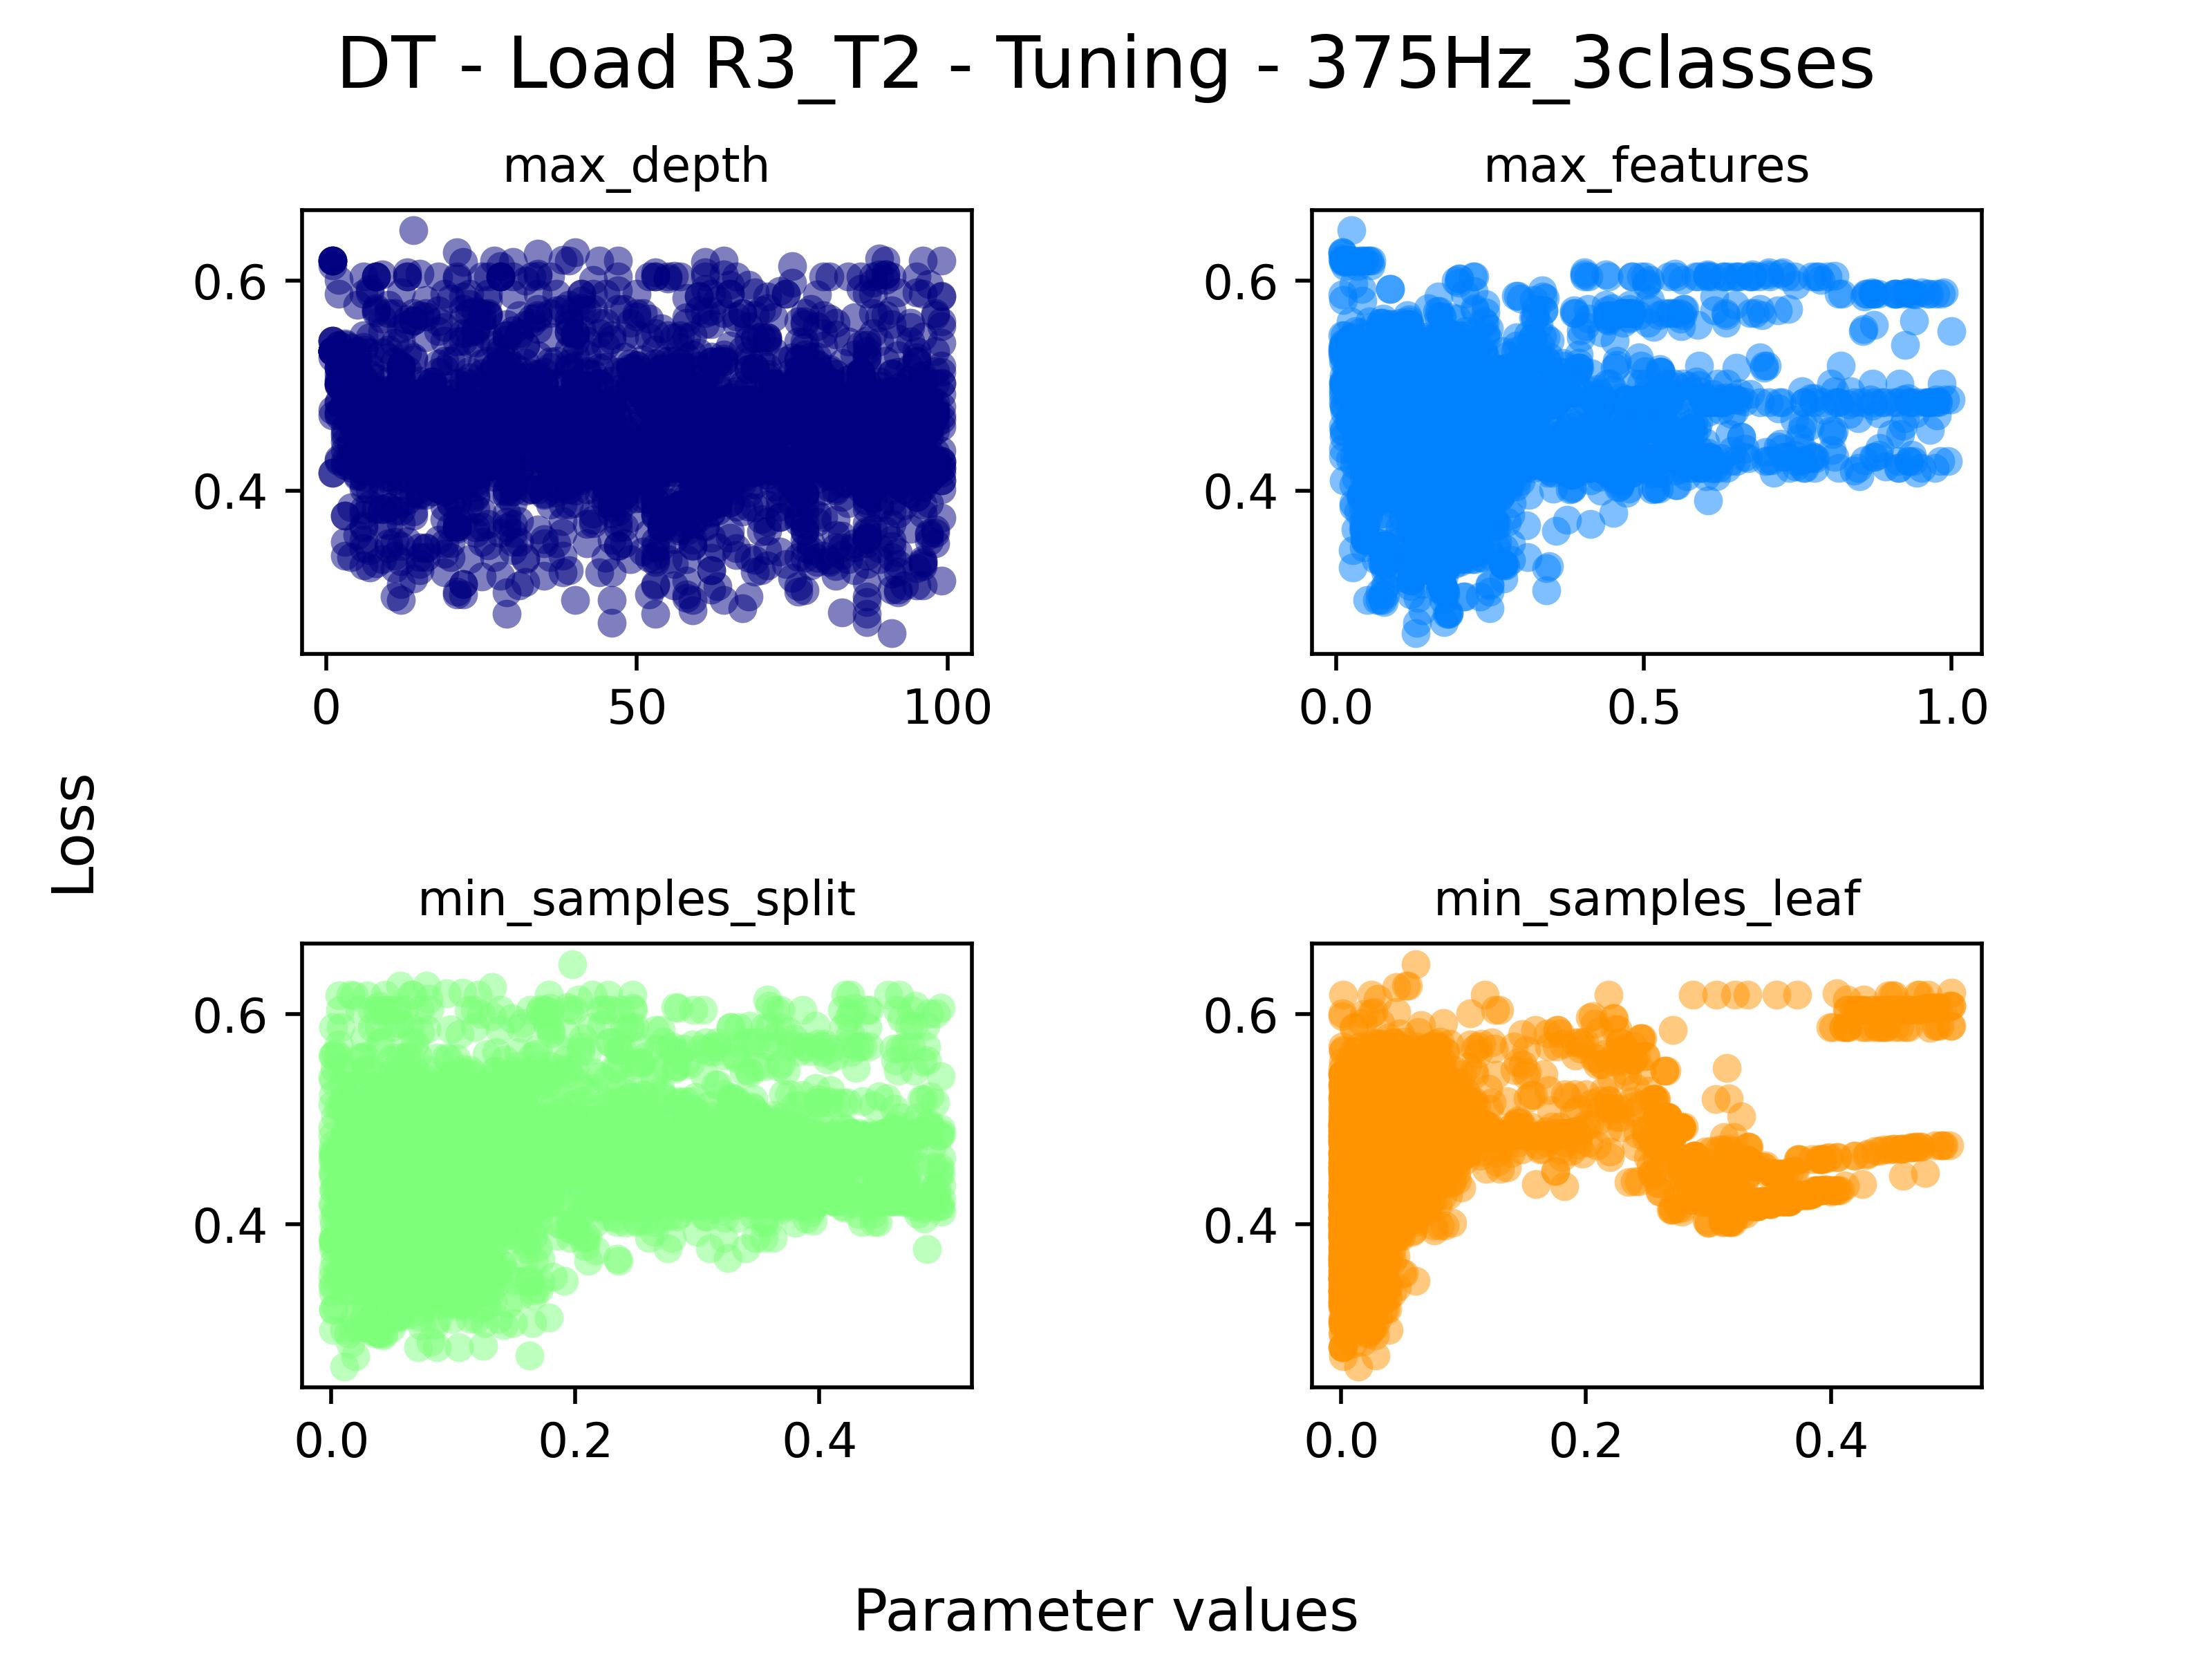 DT - Load R3_T2 - Tuning - 375Hz_3classes
max_depth
max_features
0.6
0.4
0
50
100
0.6
0.4
0.0
0.5
1.0
Loss
min_samples_split
min_samples_leaf
0.6
0.4
0.0
0.2
0.4
0.6
0.4
0.0
0.2
0.4
Parameter values